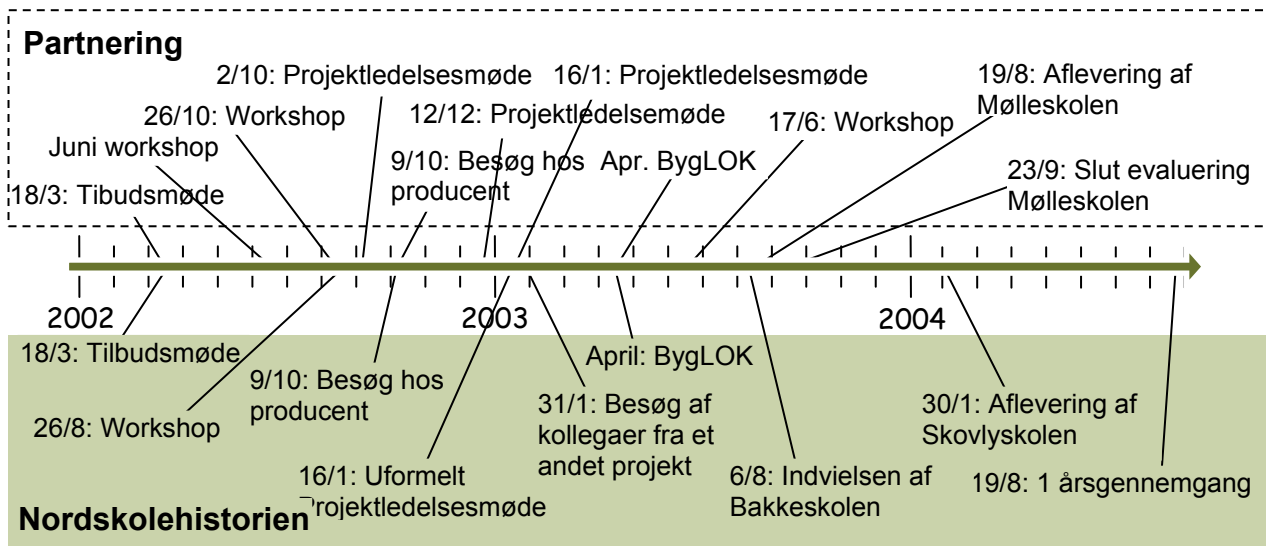 Partnering
2/10: Projektledelsesmøde
16/1: Projektledelsesmøde
19/8: Aflevering af
Mølleskolen
26/10: Workshop
12/12: Projektledelsemøde
17/6: Workshop
Juni workshop
9/10: Besøg hos
producent
Apr. BygLOK
23/9: Slut evaluering
Mølleskolen
18/3: Tibudsmøde
2002
2003
2004
18/3: Tilbudsmøde
9/10: Besøg hos
producent
April: BygLOK
26/8: Workshop
31/1: Besøg af
kollegaer fra et
andet projekt
30/1: Aflevering af
Skovlyskolen
16/1: Uformelt
Projektledelsesmøde
6/8: Indvielsen af
Bakkeskolen
19/8: 1 årsgennemgang
Nordskolehistorien